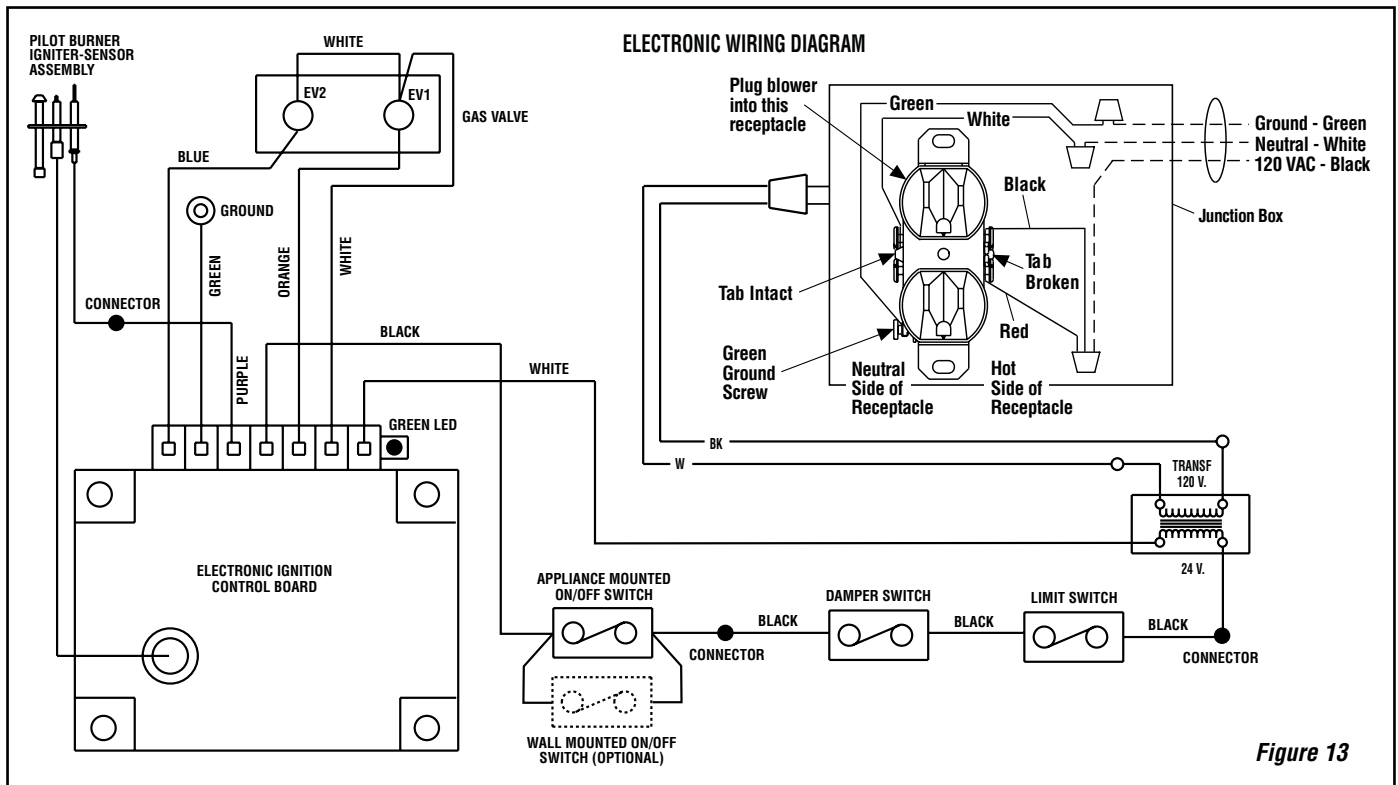 ELECTRONIC WIRING DIAGRAM
PILOT BURNER
IGNITER-SENSOR
ASSEMBLY
WHITE
EV2
EV1
GAS VALVE
BLUE
GROUND
GREEN
ORANGE
WHITE
CONNECTOR
PURPLE
BLACK
WHITE
GREEN LED
ELECTRONIC IGNITION
CONTROL BOARD
Plug blower
into this
receptacle
Green
White
Ground - Green
Neutral - White
120 VAC - Black
Black
Junction Box
Tab Intact
Tab
Broken
Red
Green
Ground
Screw
Neutral
Side of
Receptacle
Hot
Side of
Receptacle
BK
W
TRANSF
120 V.
24 V.
APPLIANCE MOUNTED
ON/OFF SWITCH
DAMPER SWITCH
LIMIT SWITCH
BLACK
BLACK
BLACK
CONNECTOR
CONNECTOR
WALL MOUNTED ON/OFF
SWITCH (OPTIONAL)
Figure 13